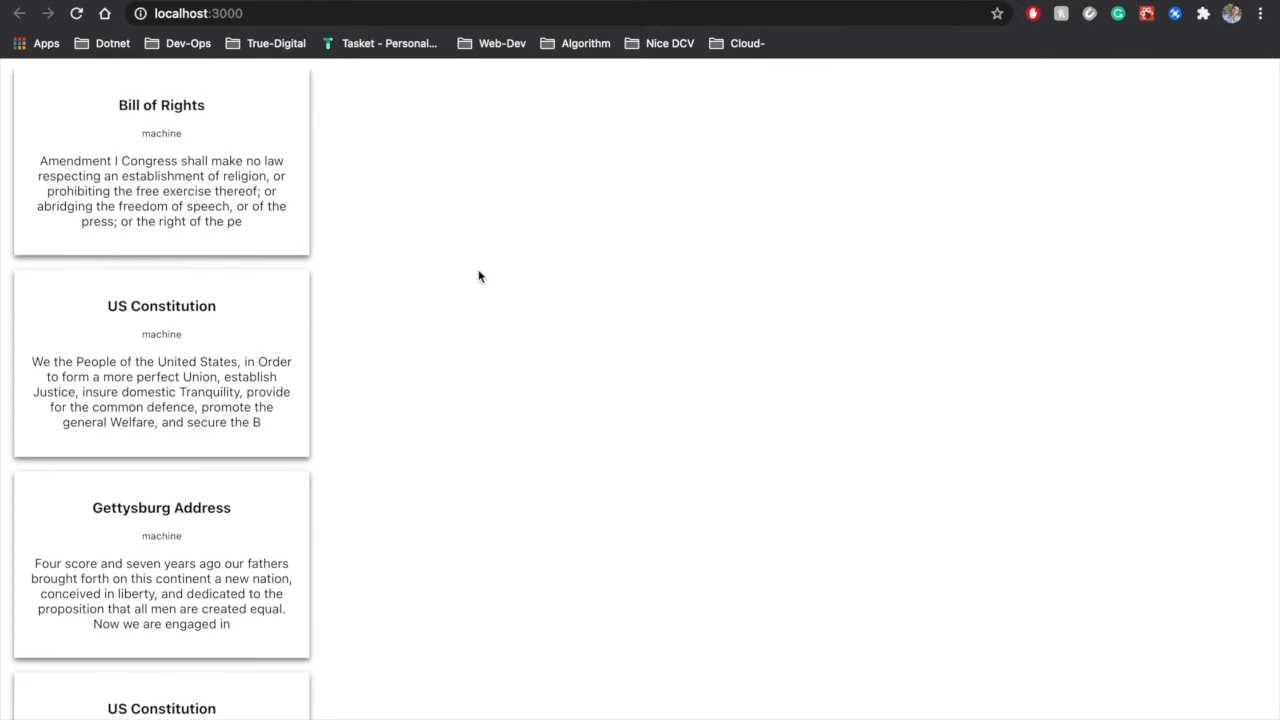 localhost:3000
Apps Dotnet Dev-Ops True-Digital Tasket - Personal... Web-Dev Algorithm Nice DCV Cloud-
Bill of Rights
machine
Amendment I Congress shall make no law
respecting an establishment of religion, or
prohibiting the free exercise thereof; or
abridging the freedom of speech, or of the
press; or the right of the pe
US Constitution
machine
We the People of the United States, in Order
to form a more perfect Union, establish
Justice, insure domestic Tranquility, provide
for the common defence, promote the
general Welfare, and secure the B
Gettysburg Address
machine
Four score and seven years ago our fathers
brought forth on this continent a new nation,
conceived in liberty, and dedicated to the
proposition that all men are created equal.
Now we are engaged in
US Constitution